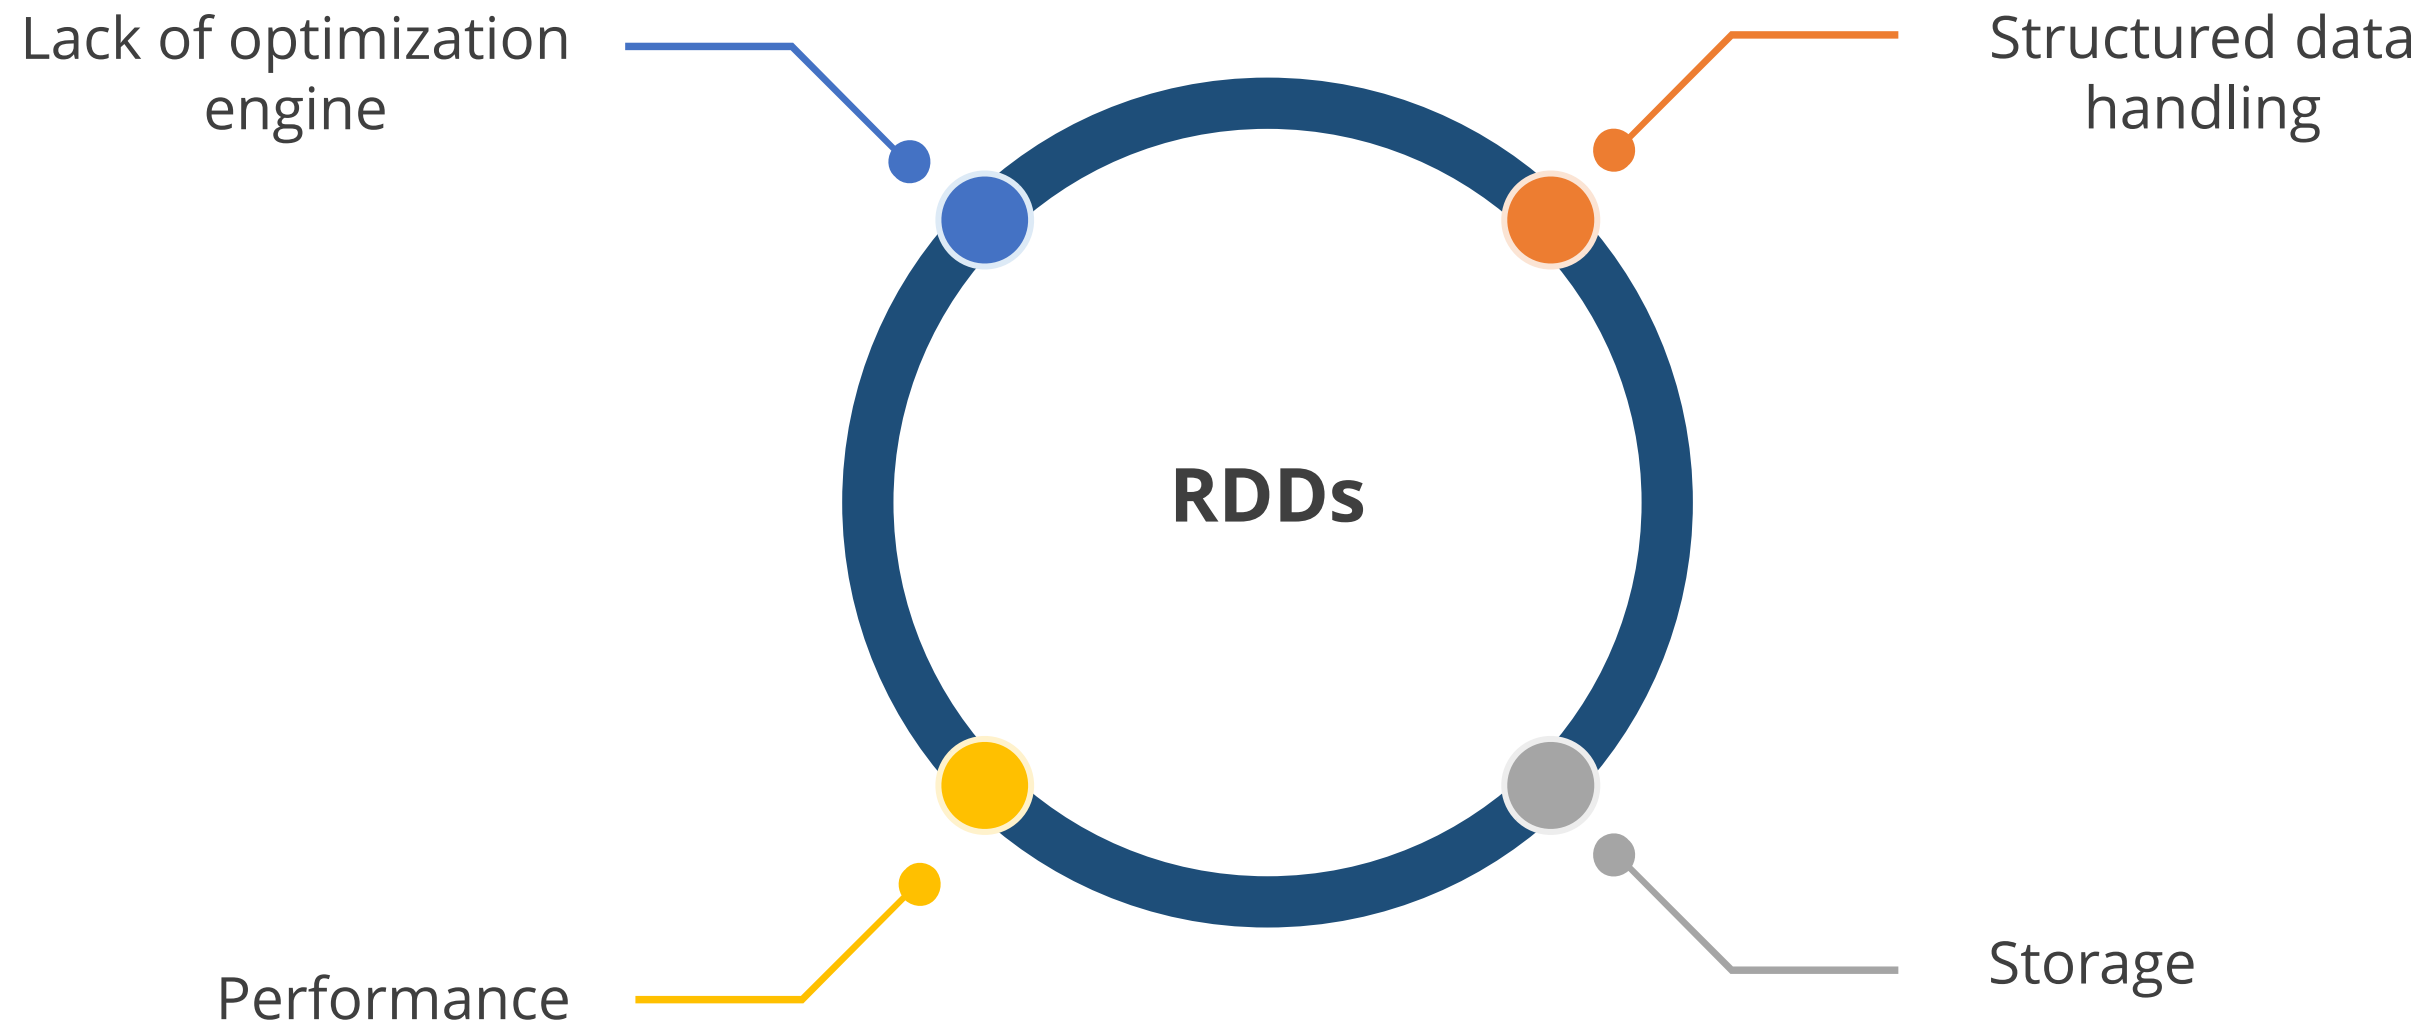 Lack of optimization
engine
Structured data
handling
RDDs
Performance
Storage